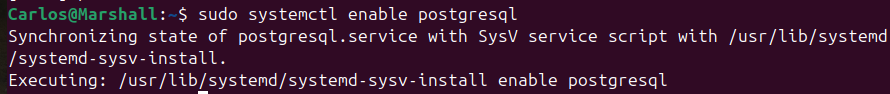 Carlos@Marshall:~$ sudo systemctl enable postgresql
Synchronizing state of postgresql.service with SysV service script with /usr/lib/systemd
/systemd-sysv-install.
Executing: /usr/lib/systemd/systemd-sysv-install enable postgresql